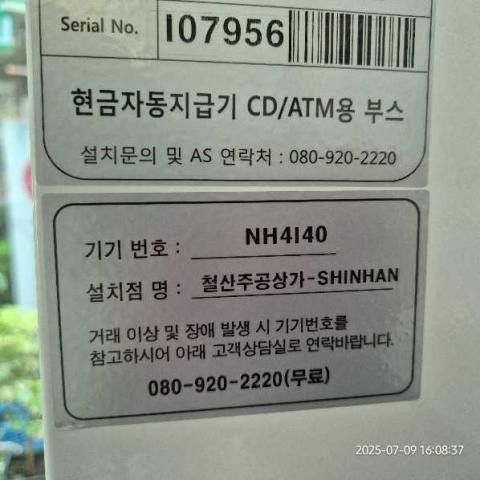 Serial No. I07956
현금자동지급기 CD/ATM용 부스
설치문의 및 AS 연락처 : 080-920-2220
기기 번호 : NH4I40
설치점 명 : 철산주공상가-SHINHAN
거래 이상 및 장애 발생 시 기기번호를
참고하시어 아래 고객상담실로 연락바랍니다.
080-920-2220(무료)
2025-07-09 16:08:37